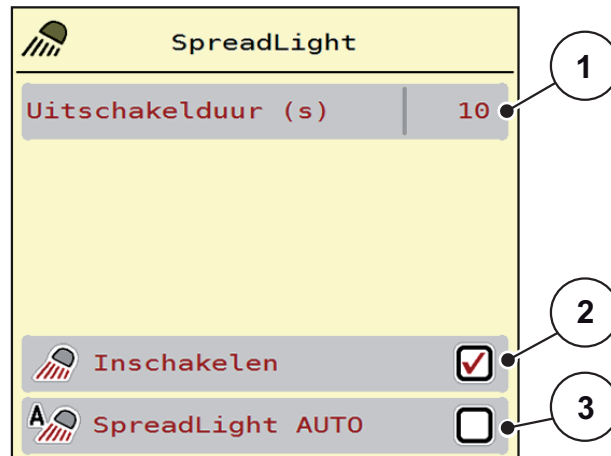 SpreadLight
Uitschakelduur (s) 10
1
Inschakelen
2
A SpreadLight AUTO
3